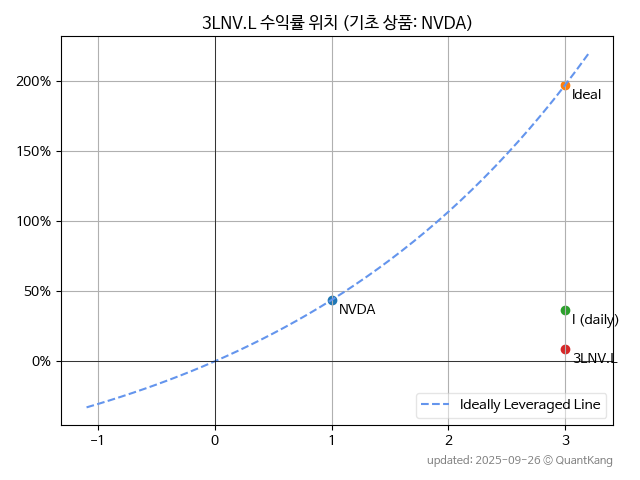 3LNV.L 수익률 위치 (기초 상품: NVDA)
200%
150%
100%
50%
0%
Ideal
NVDA
I (daily)
3LNV.L
Ideally Leveraged Line
−1
0
1
2
3
updated: 2025-09-26 © QuantKang